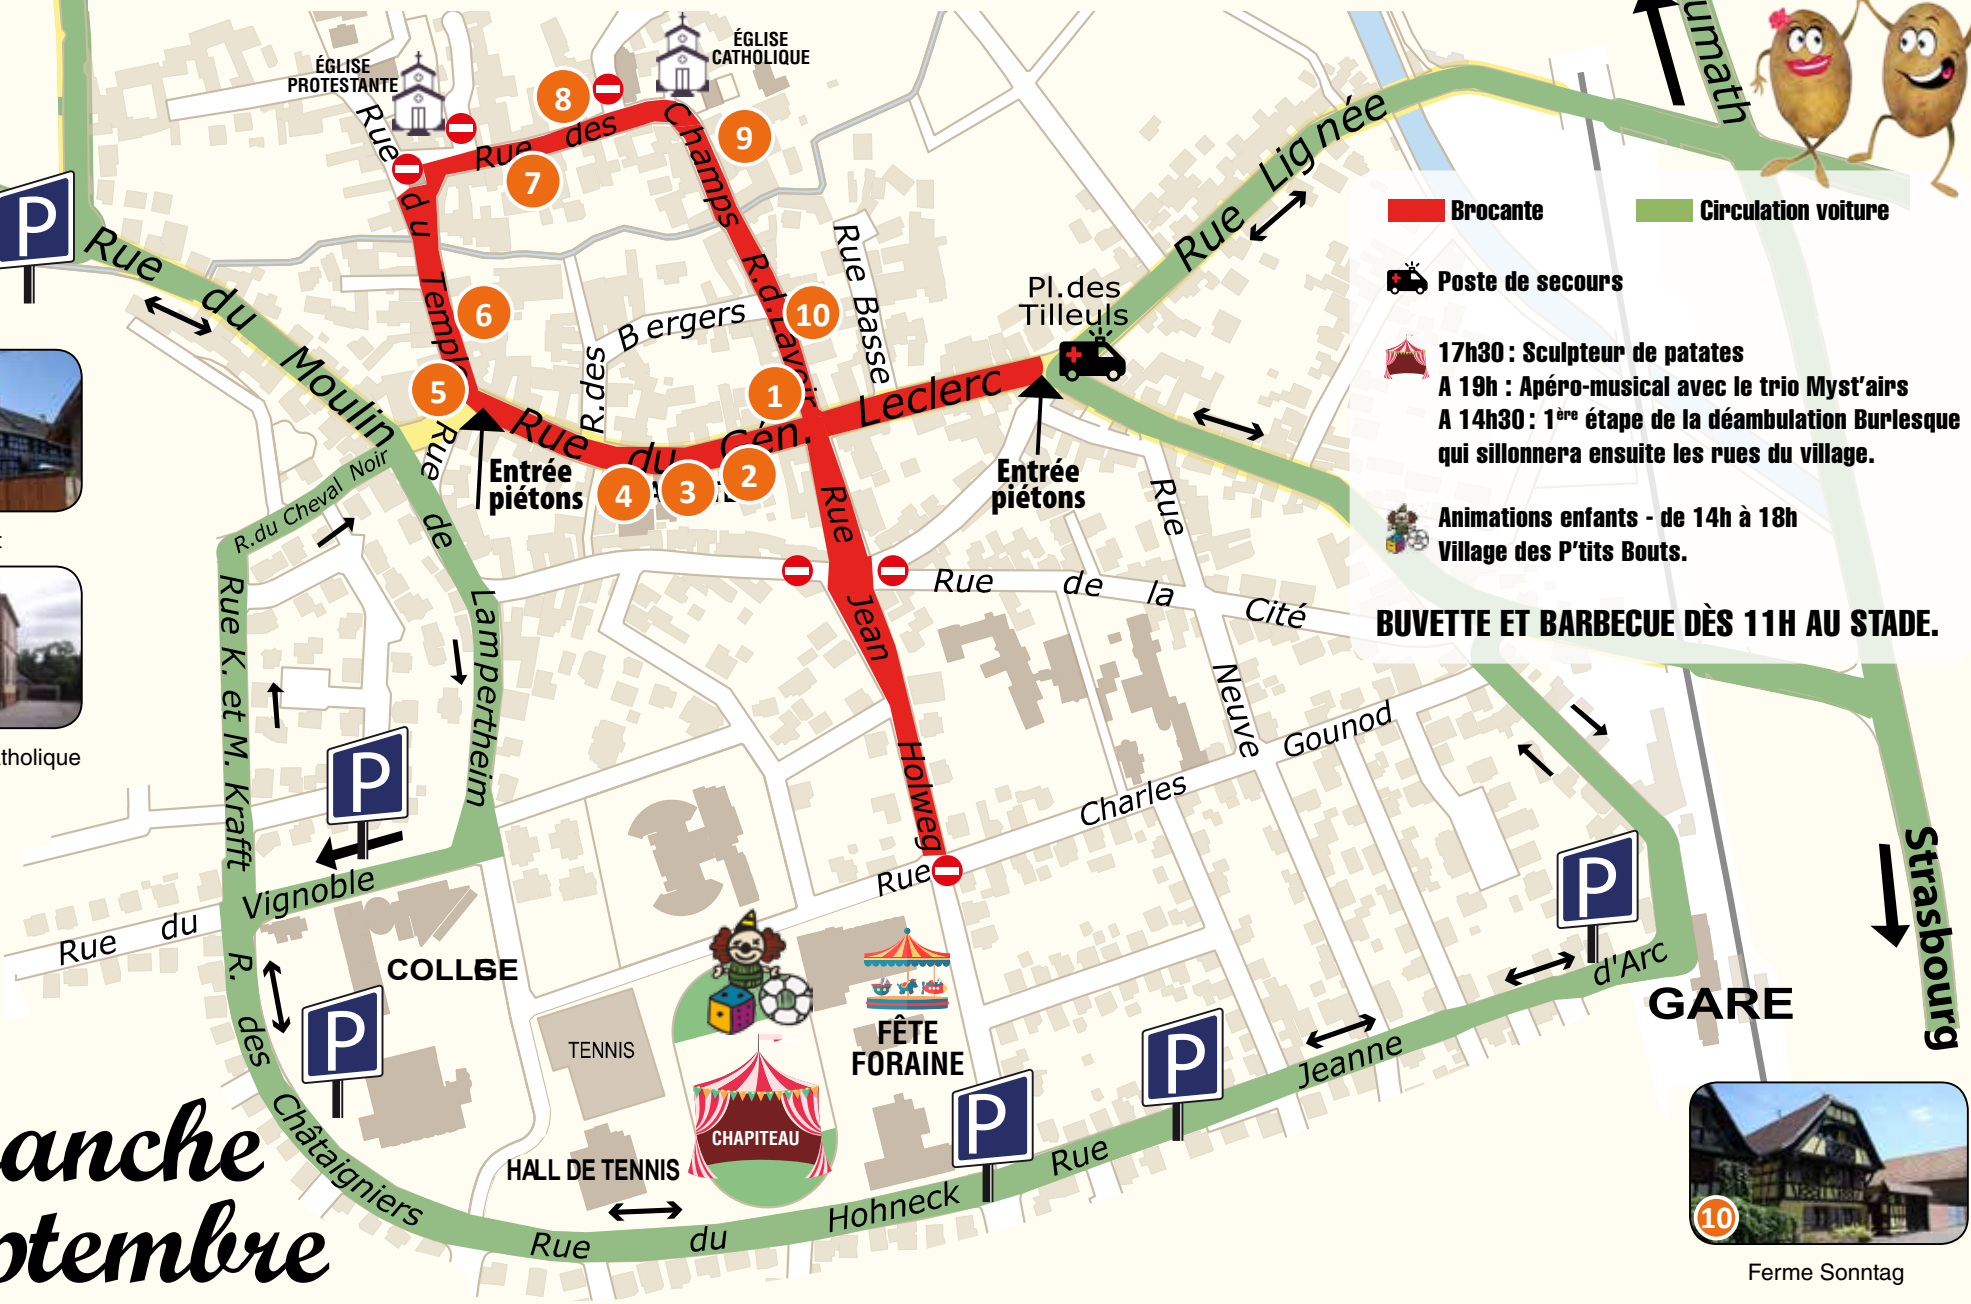 ÉGLISE
PROTESTANTE
ÉGLISE
CATHOLIQUE
8
9
7
Rue des Champs
Rue du Temple
6
5
10
1
2
3
4
R.d.Lavoir
Rue Basse
R.des Bergers
Pl.des
Tilleuls
Rue Lignée
umath
P
Rue du Moulin
Rue du Gén. Leclerc
Entrée
piétons
Entrée
piétons
Brocante
Circulation voiture
Poste de secours
17h30 : Sculpteur de patates
A 19h : Apéro-musical avec le trio Myst'airs
A 14h30 : 1ère étape de la déambulation Burlesque
qui sillonnera ensuite les rues du village.
Animations enfants - de 14h à 18h
Village des P'tits Bouts.
BUVETTE ET BARBECUE DÈS 11H AU STADE.
R.du Cheval Noir
Rue de Lampertheim
Rue K. et M. Krafft
Rue Jean Holweg
Rue de la Cité
Rue Neuve
Rue Charles Gounod
tholique
P
Rue du Vignoble
COLLGE
P
R. des Châtaigniers
TENNIS
HALL DE TENNIS
CHAPITEAU
FÊTE
FORAINE
P
P
P
Rue du Hohneck
Rue Jeanne d'Arc
GARE
Strasbourg
anche
ptembre
10
Ferme Sonntag